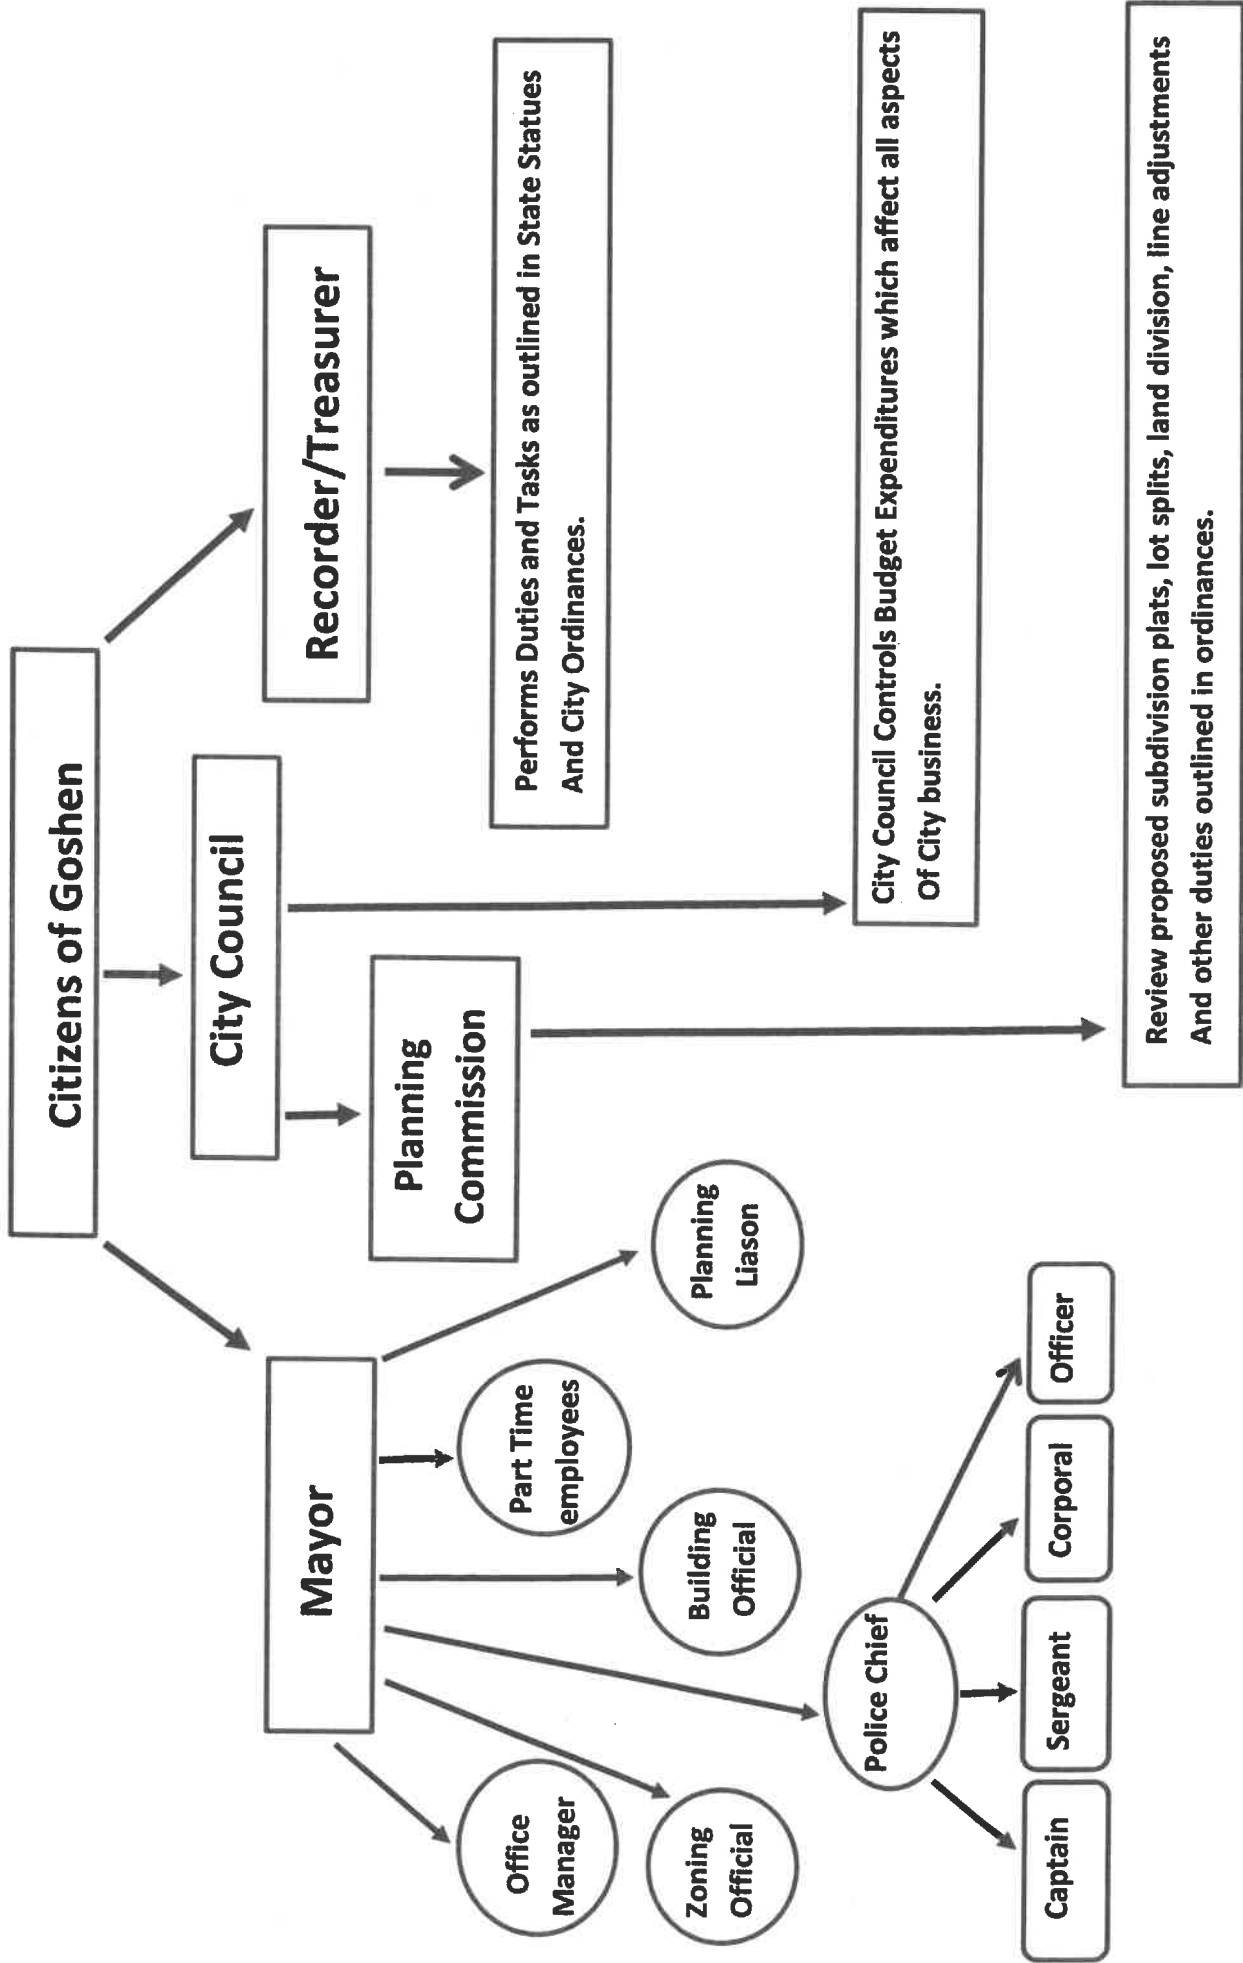 Citizens of Goshen
City Council
Mayor
Recorder/Treasurer
Planning
Commission
Office
Manager
Part Time
employees
Performs Duties and Tasks as outlined in State Statues
And City Ordinances.
Zoning
Official
Building
Official
Planning
Liason
Police Chief
City Council Controls Budget Expenditures which affect all aspects
Of City business.
Captain
Sergeant
Corporal
Officer
Review proposed subdivision plats, lot splits, land division, line adjustments
And other duties outlined in ordinances.